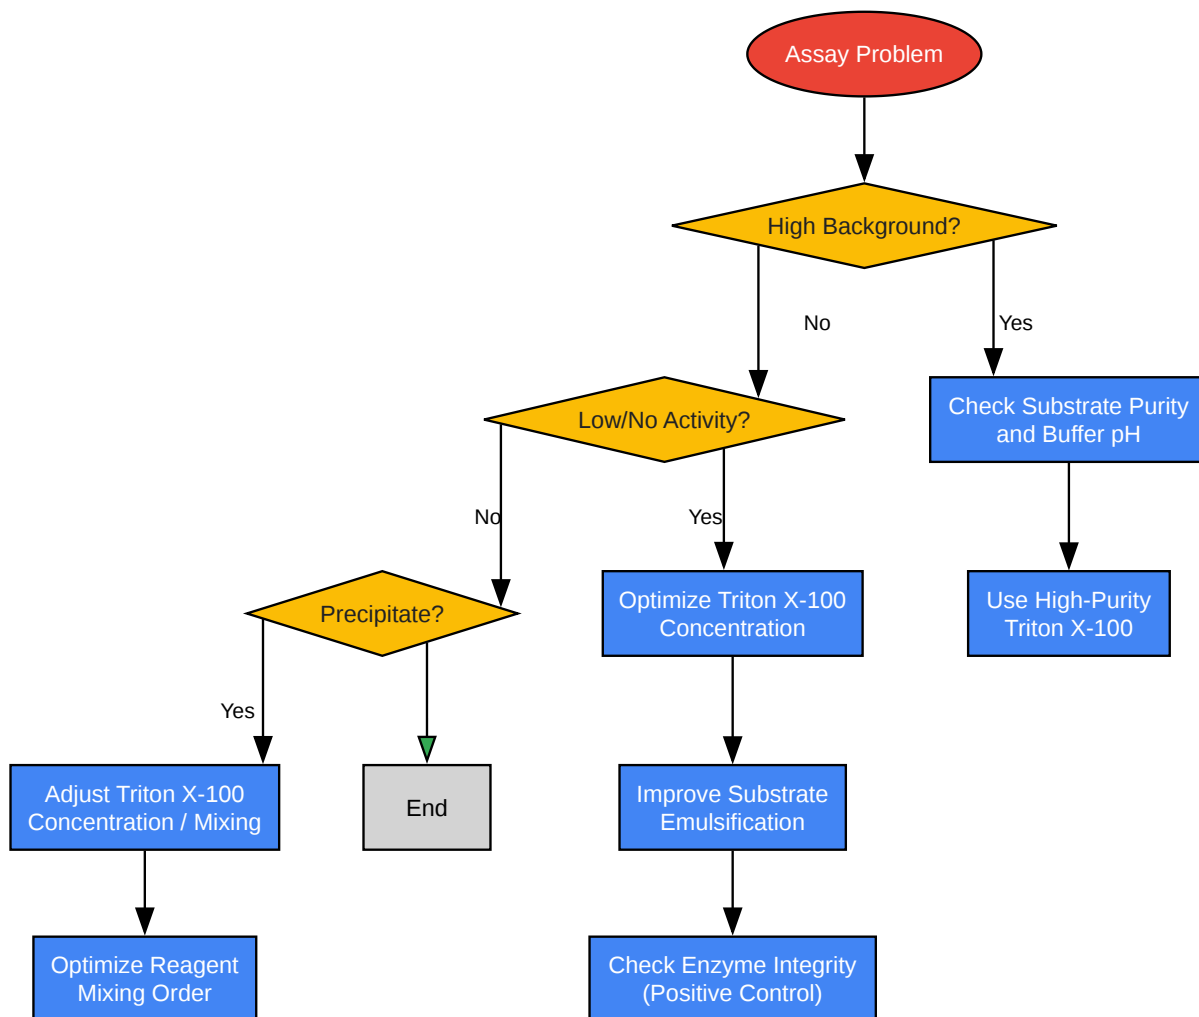 Assay Problem
High Background?
No
Yes
Low/No Activity?
Check Substrate Purity
and Buffer pH
No
Yes
Precipitate?
Optimize Triton X-100
Concentration
Use High-Purity
Triton X-100
Yes
Adjust Triton X-100
Concentration / Mixing
End
Improve Substrate
Emulsification
Optimize Reagent
Mixing Order
Check Enzyme Integrity
(Positive Control)